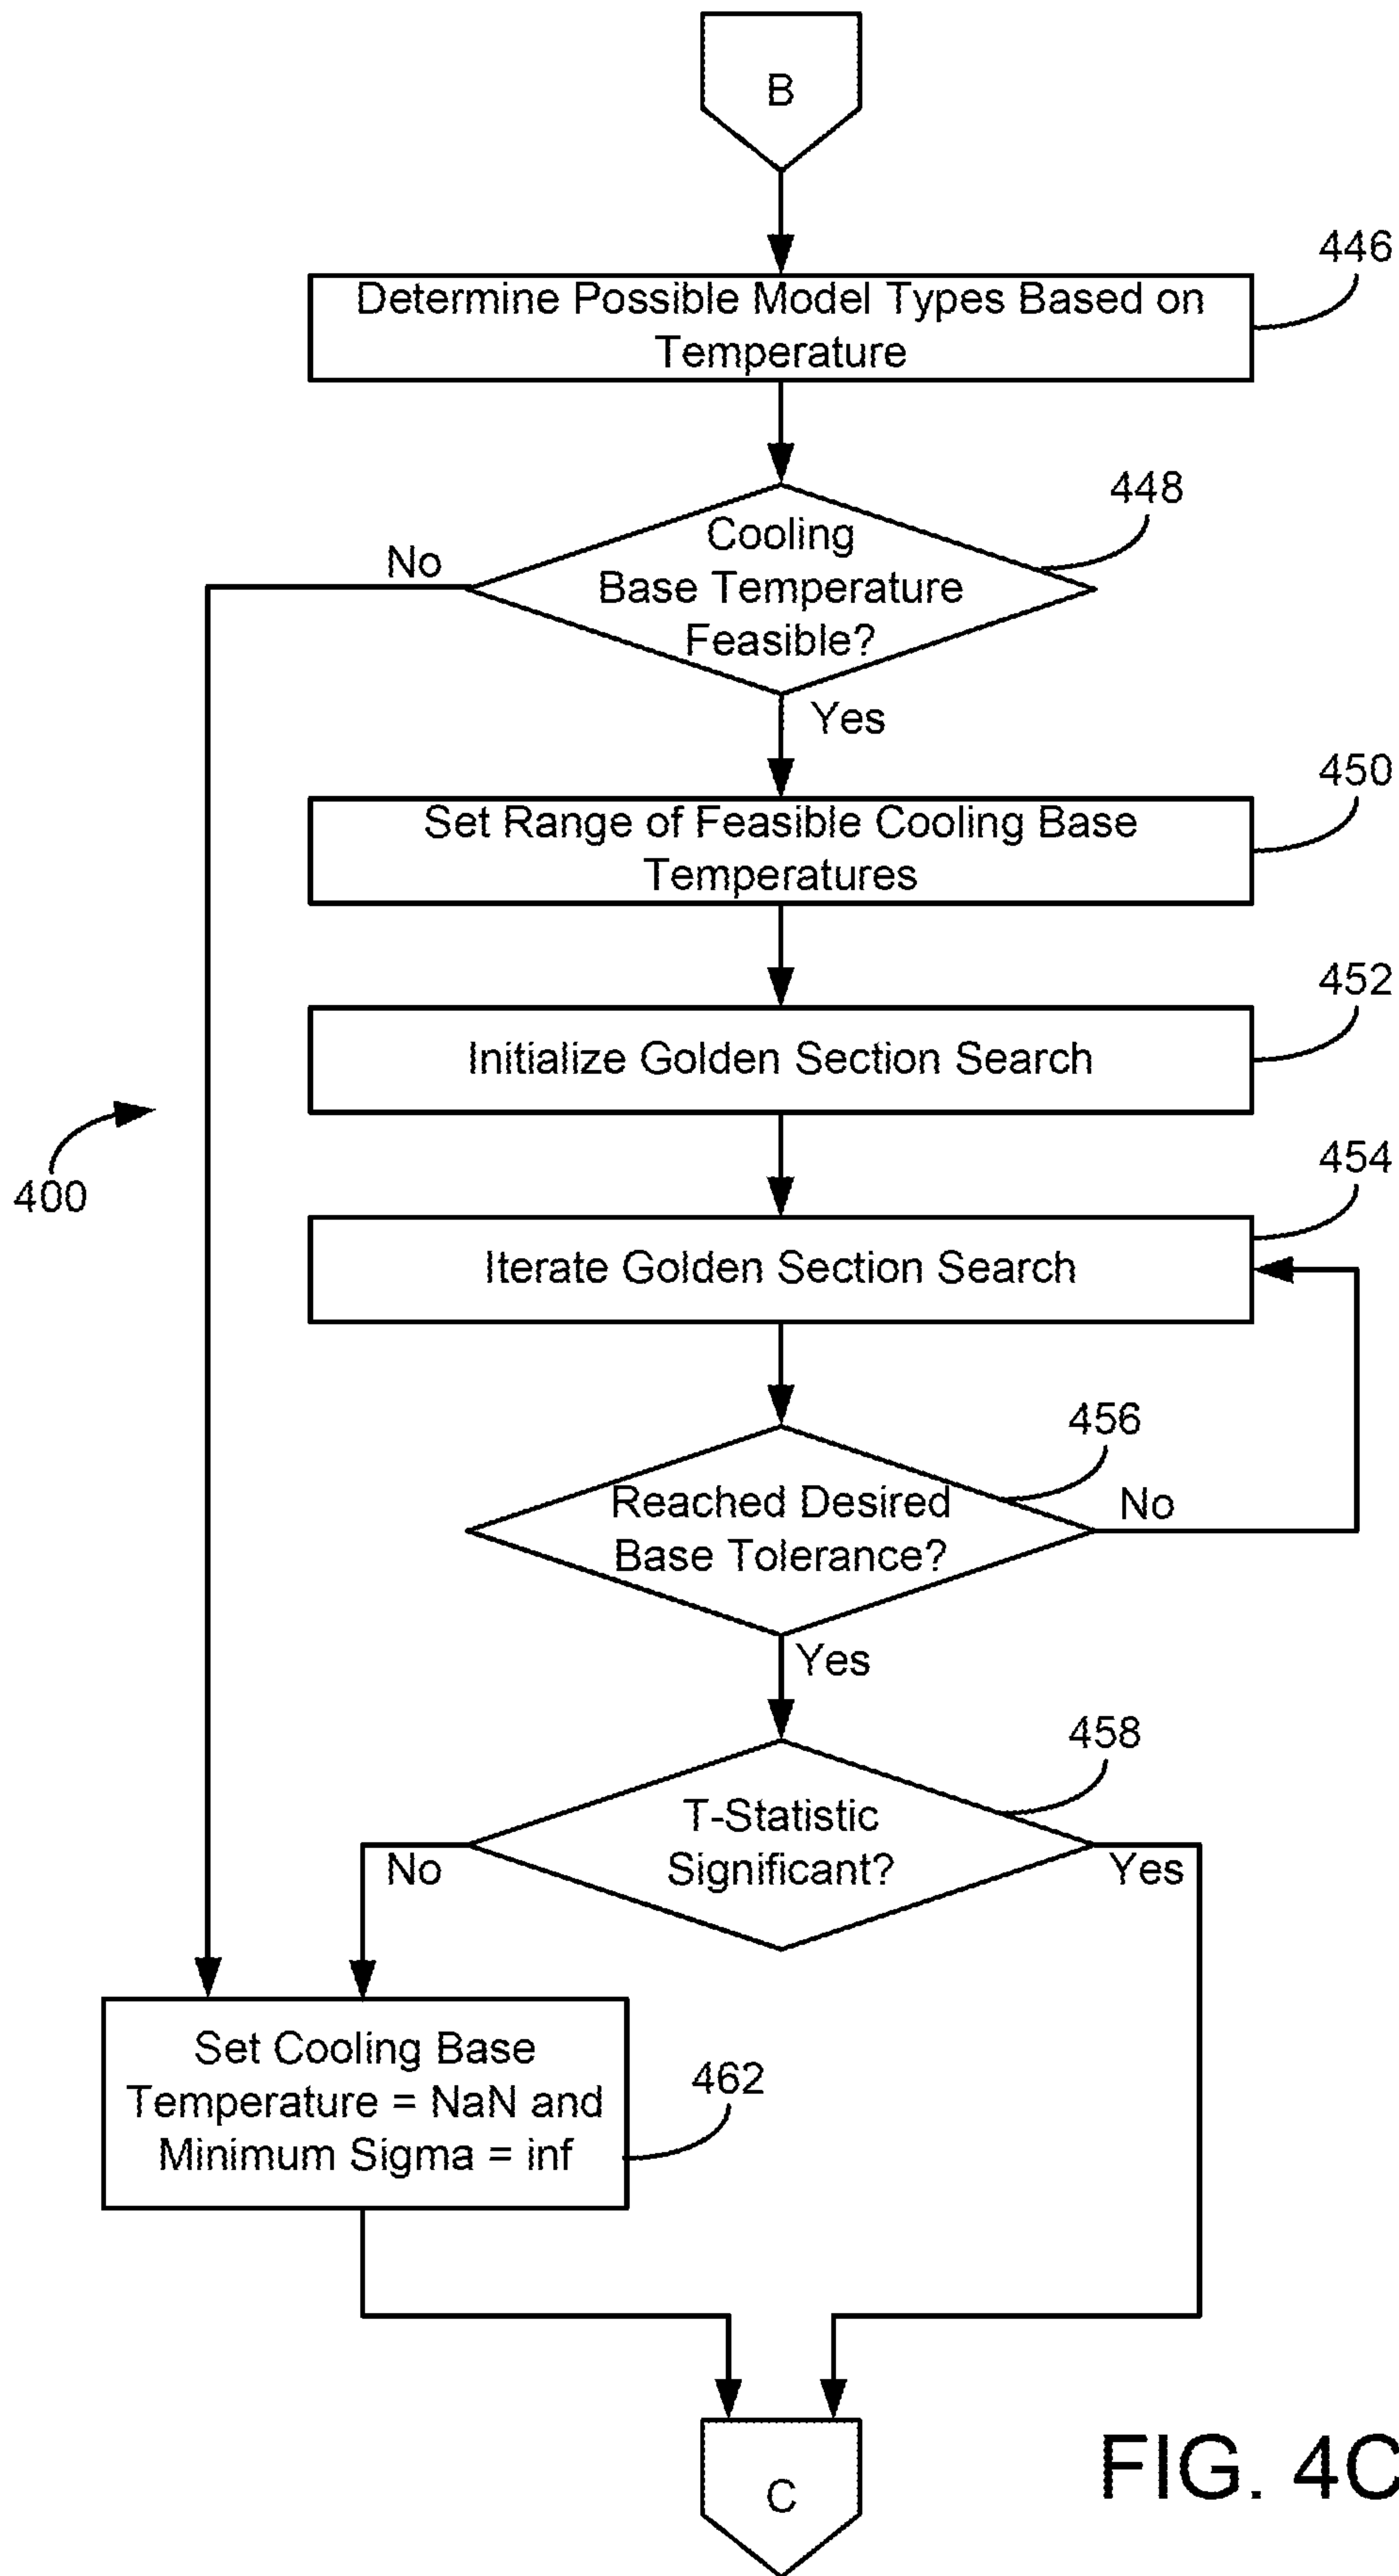 B
446
Determine Possible Model Types Based on
Temperature
448
Cooling
Base Temperature
Feasible?
No
Yes
450
Set Range of Feasible Cooling Base
Temperatures
452
Initialize Golden Section Search
400
454
Iterate Golden Section Search
456
Reached Desired
Base Tolerance?
No
Yes
458
T-Statistic
Significant?
No
Yes
Set Cooling Base
Temperature = NaN and
Minimum Sigma = inf
462
C
FIG. 4C